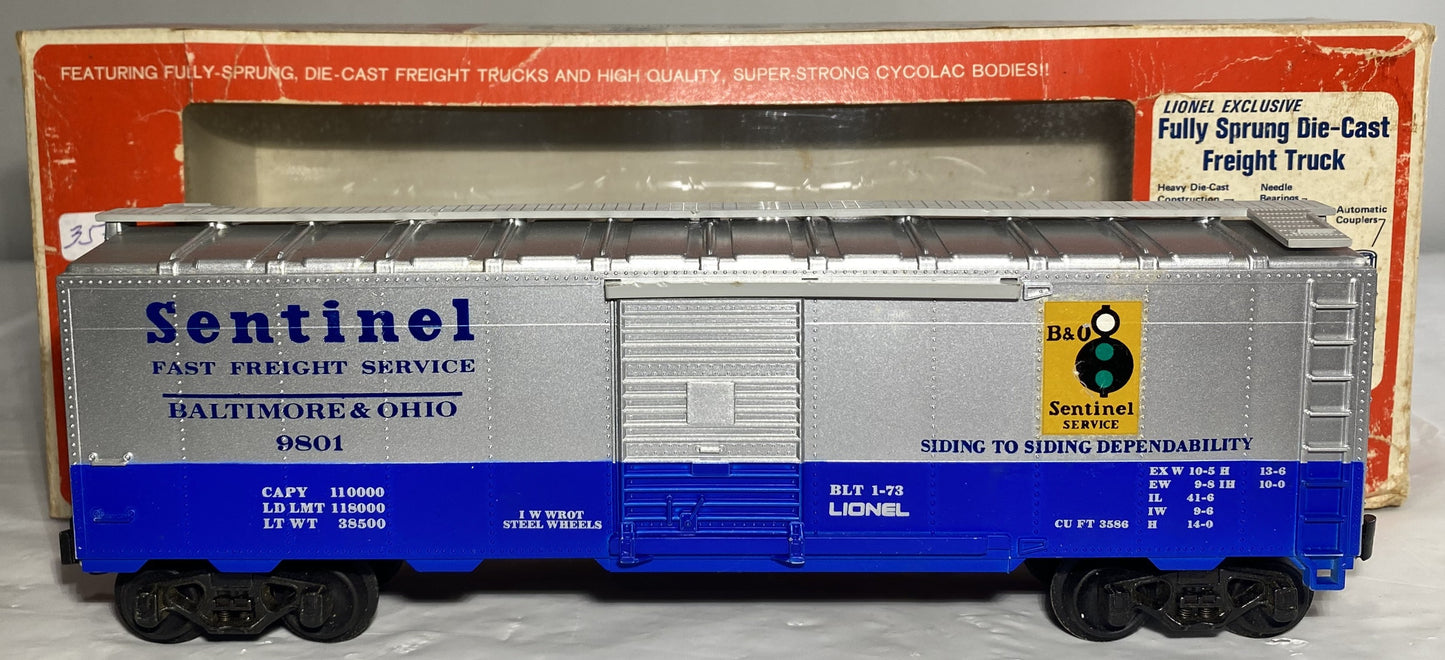 FEATURING FULLY-SPRUNG, DIE-CAST FREIGHT TRUCKS AND HIGH QUALITY, SUPER-STRONG CYCOLAC BODIES!!
LIONEL EXCLUSIVE
Fully Sprung Die-Cast
Freight Truck
Heavy Die-Cast
Construction
Needle
Bearings
Automatic
Couplers
35
Sentinel
FAST FREIGHT SERVICE
BALTIMORE & OHIO
9801
B&O
Sentinel
SERVICE
SIDING TO SIDING DEPENDABILITY
CAPY 110000
LD LMT 118000
LT WT 38500
I W WROT
STEEL WHEELS
BLT 1-73
LIONEL
EX W 10-5 H 13-6
EW 9-8 IH 10-0
IL 41-6
IW 9-6
CU FT 3586 H 14-0